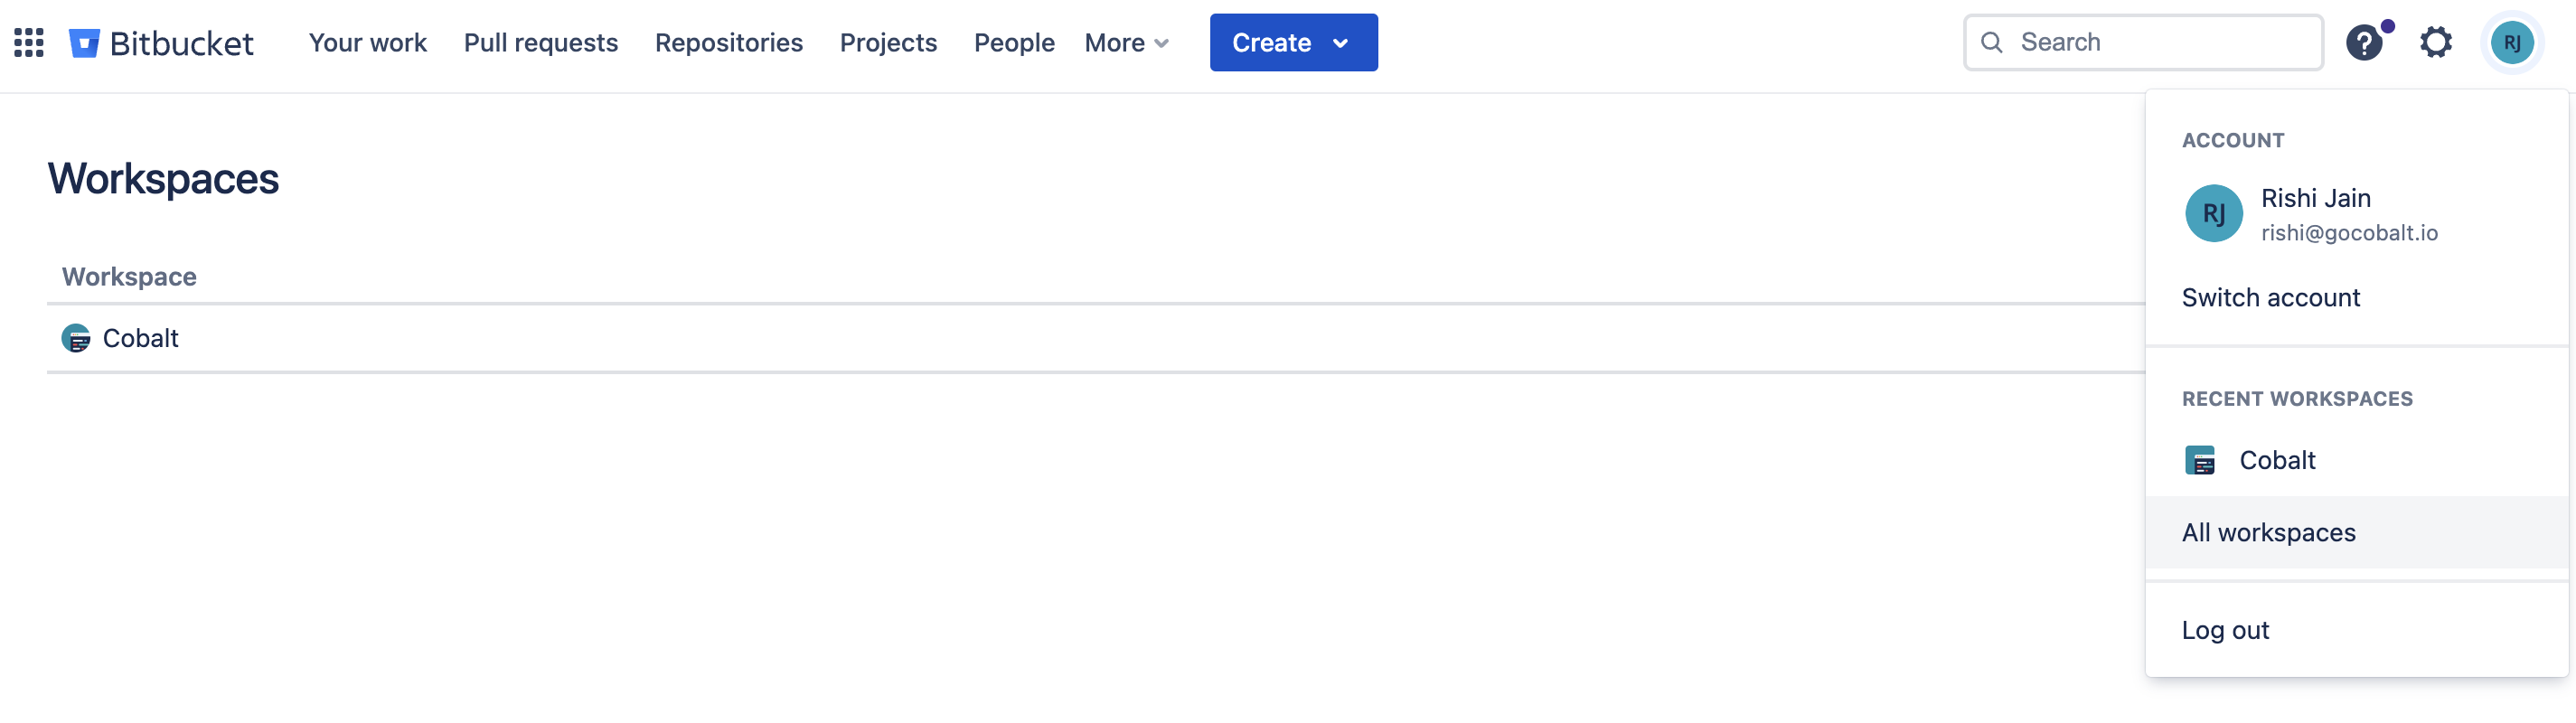 Bitbucket Your work Pull requests Repositories Projects People More Create Search ? RJ
Workspaces
Workspace
Cobalt
ACCOUNT
RJ
Rishi Jain
rishi@gocobalt.io
Switch account
RECENT WORKSPACES
Cobalt
All workspaces
Log out